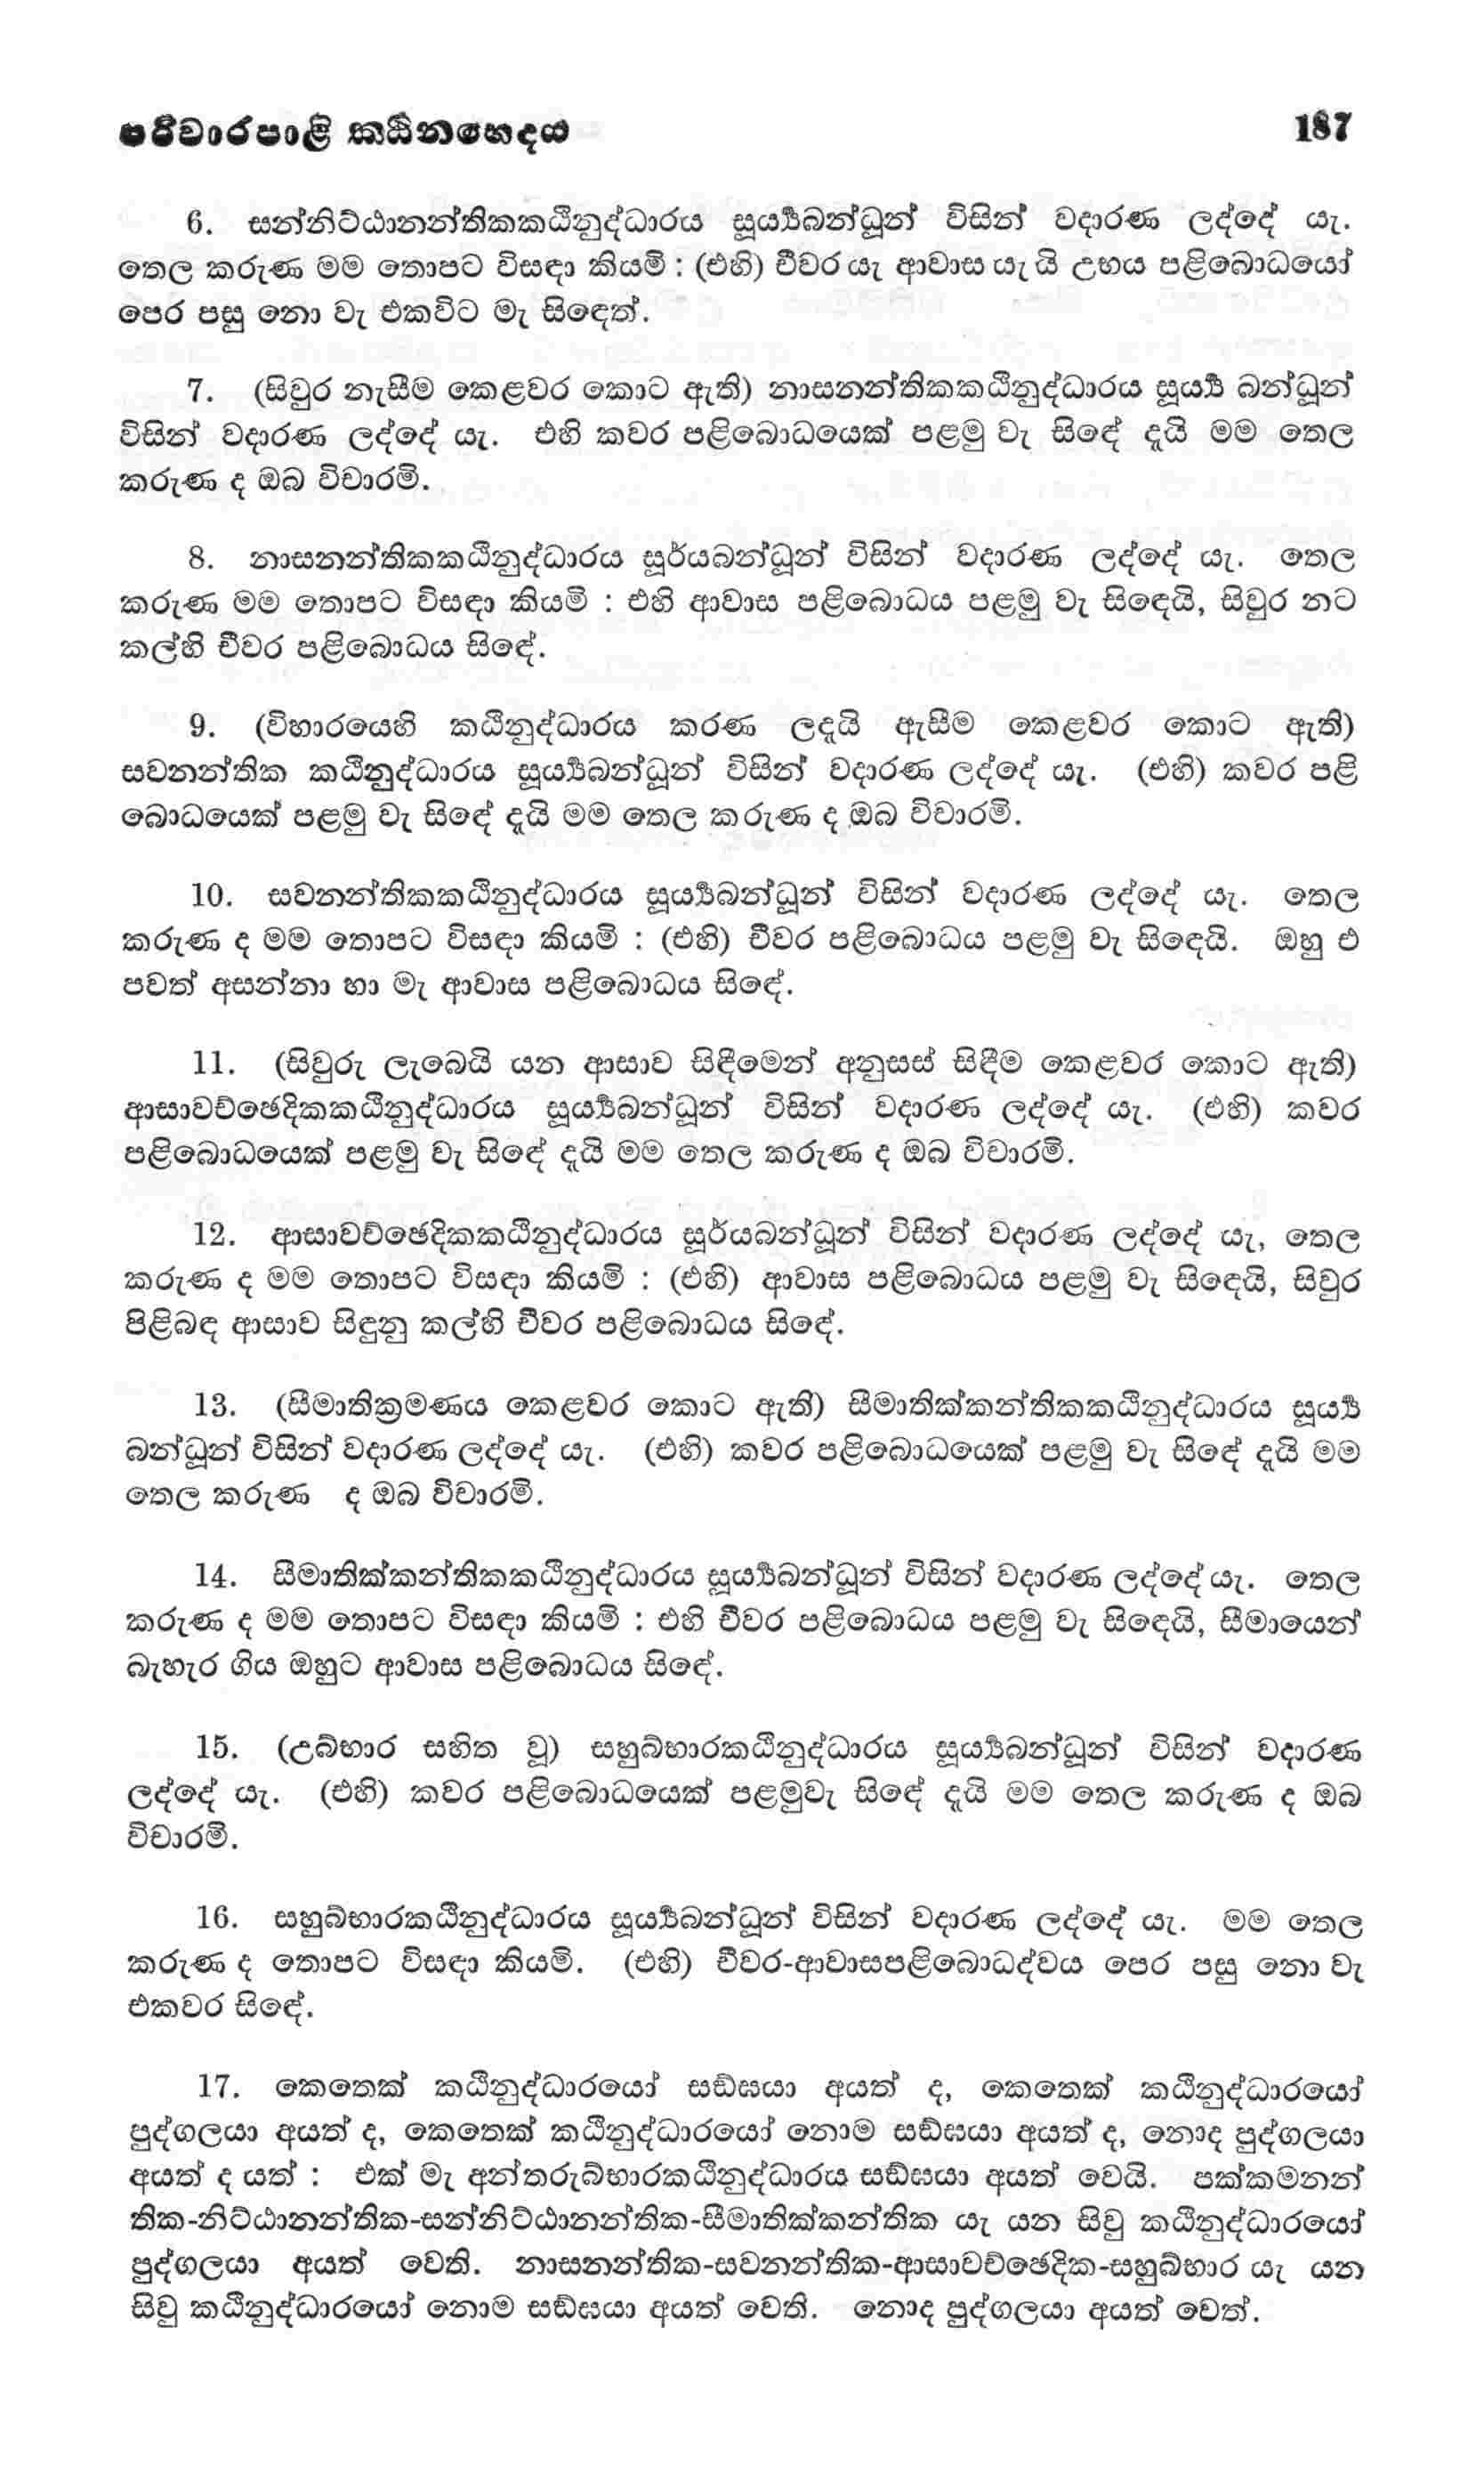 පරිවාරපාළි කඨිනභෙදය 187
6. සන්නිට්ඨානන්තිකකඨිනුද්ධාරය සූර්‍ය්‍යබන්ධූන් විසින් වදාරණ ලද්දේ යැ.
තෙල කරුණ මම තොපට විසඳා කියමි : (එහි) චීවර යැ ආවාස යැ යි උභය පළිබොධයෝ
පෙර පසු නො වැ එකවිට මැ සිඳෙත්.
7. (සිවුර නැසීම කෙළවර කොට ඇති) නාසනන්තිකකඨිනුද්ධාරය සූර්‍ය්‍ය බන්ධූන්
විසින් වදාරණ ලද්දේ යැ. එහි කවර පළිබොධයෙක් පළමු වැ සිඳේ දැයි මම තෙල
කරුණ ද ඔබ විචාරමි.
8. නාසනන්තිකකඨිනුද්ධාරය සූර්යබන්ධූන් විසින් වදාරණ ලද්දේ යැ. තෙල
කරුණ මම තොපට විසඳා කියමි : එහි ආවාස පළිබොධය පළමු වැ සිඳෙයි, සිවුර නට
කල්හි චීවර පළිබොධය සිඳේ.
9. (විහාරයෙහි කඨිනුද්ධාරය කරණ ලදැයි ඇසීම කෙළවර කොට ඇති)
සවනන්තික කඨිනුද්ධාරය සූර්‍ය්‍යබන්ධූන් විසින් වදාරණ ලද්දේ යැ. (එහි) කවර පළි
බොධයෙක් පළමු වැ සිඳේ දැයි මම තෙල කරුණ ද ඔබ විචාරමි.
10. සවනන්තිකකඨිනුද්ධාරය සූර්‍ය්‍යබන්ධූන් විසින් වදාරණ ලද්දේ යැ. තෙල
කරුණ ද මම තොපට විසඳා කියමි : (එහි) චීවර පළිබොධය පළමු වැ සිඳෙයි. ඔහු එ
පවත් අසන්නා හා මැ ආවාස පළිබොධය සිඳේ.
11. (සිවුරු ලැබෙයි යන ආසාව සිඳීමෙන් අනුසස් සිඳීම කෙළවර කොට ඇති)
ආසාවච්ඡෙදිකකඨිනුද්ධාරය සූර්‍ය්‍යබන්ධූන් විසින් වදාරණ ලද්දේ යැ. (එහි) කවර
පළිබොධයෙක් පළමු වැ සිඳේ දැයි මම තෙල කරුණ ද ඔබ විචාරමි.
12. ආසාවච්ඡෙදිකකඨිනුද්ධාරය සූර්යබන්ධූන් විසින් වදාරණ ලද්දේ යැ, තෙල
කරුණ ද මම තොපට විසඳා කියමි : (එහි) ආවාස පළිබොධය පළමු වැ සිඳෙයි, සිවුර
පිළිබඳ ආසාව සිඳුනු කල්හි චීවර පළිබොධය සිඳේ.
13. (සීමාතික්‍රමණය කෙළවර කොට ඇති) සීමාතික්කන්තිකකඨිනුද්ධාරය සූර්‍ය්‍ය
බන්ධූන් විසින් වදාරණ ලද්දේ යැ. (එහි) කවර පළිබොධයෙක් පළමු වැ සිඳේ දැයි මම
තෙල කරුණ ද ඔබ විචාරමි.
14. සීමාතික්කන්තිකකඨිනුද්ධාරය සූර්‍ය්‍යබන්ධූන් විසින් වදාරණ ලද්දේ යැ. තෙල
කරුණ ද මම තොපට විසඳා කියමි : එහි චීවර පළිබොධය පළමු වැ සිඳෙයි, සීමායෙන්
බැහැර ගිය ඔහුට ආවාස පළිබොධය සිඳේ.
15. (උබ්භාර සහිත වූ) සහුබ්භාරකඨිනුද්ධාරය සූර්‍ය්‍යබන්ධූන් විසින් වදාරණ
ලද්දේ යැ. (එහි) කවර පළිබොධයෙක් පළමුවැ සිඳේ දැයි මම තෙල කරුණ ද ඔබ
විචාරමි.
16. සහුබ්භාරකඨිනුද්ධාරය සූර්‍ය්‍යබන්ධූන් විසින් වදාරණ ලද්දේ යැ. මම තෙල
කරුණ ද තොපට විසඳා කියමි. (එහි) චීවර-ආවාසපළිබොධද්වය පෙර පසු නො වැ
එකවර සිඳේ.
17. කෙතෙක් කඨිනුද්ධාරයෝ සඞ්ඝයා අයත් ද, කෙතෙක් කඨිනුද්ධාරයෝ
පුද්ගලයා අයත් ද, කෙතෙක් කඨිනුද්ධාරයෝ නොම සඞ්ඝයා අයත් ද, නොද පුද්ගලයා
අයත් ද යත් : එක් මැ අන්තරුබ්භාරකඨිනුද්ධාරය සඞ්ඝයා අයත් වෙයි. පක්කමනන්
තික-නිට්ඨානන්තික-සන්නිට්ඨානන්තික-සීමාතික්කන්තික යැ යන සිවු කඨිනුද්ධාරයෝ
පුද්ගලයා අයත් වෙති. නාසනන්තික-සවනන්තික-ආසාවච්ඡෙදික-සහුබ්භාර යැ යන
සිවු කඨිනුද්ධාරයෝ නොම සඞ්ඝයා අයත් වෙති. නොද පුද්ගලයා අයත් වෙත්.